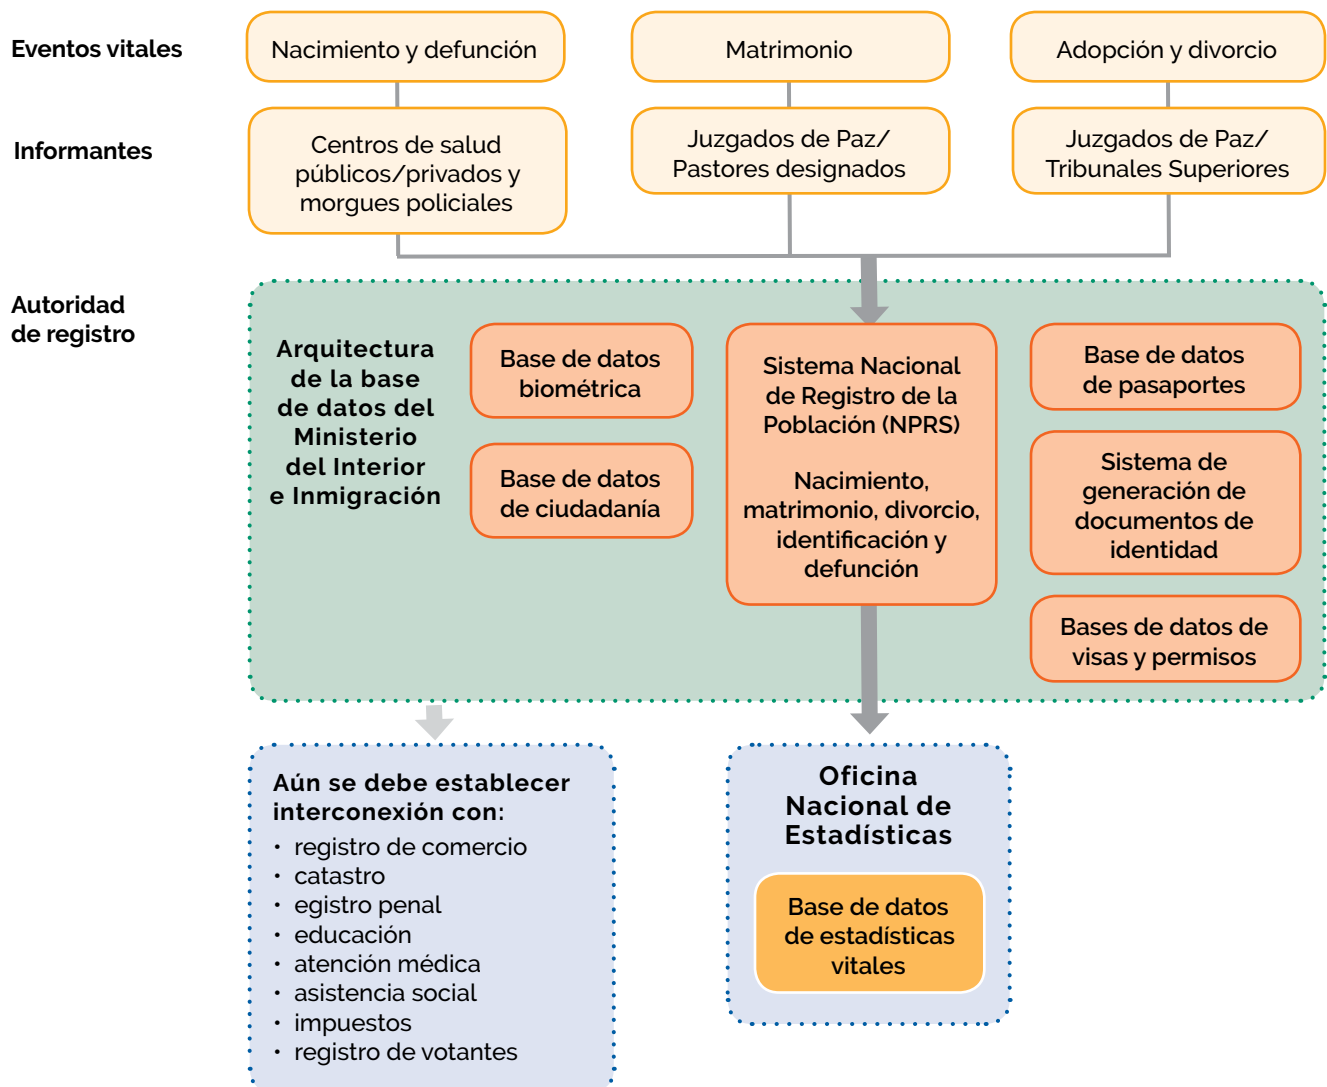 Eventos vitales
Nacimiento y defunción
Matrimonio
Adopción y divorcio
Informantes
Centros de salud
públicos/privados y
morgues policiales
Juzgados de Paz/
Pastores designados
Juzgados de Paz/
Tribunales Superiores
Autoridad
de registro
Arquitectura
de la base
de datos del
Ministerio
del Interior
e Inmigración
Base de datos
biométrica
Base de datos
de ciudadanía
Sistema Nacional
de Registro de la
Población (NPRS)
Nacimiento,
matrimonio, divorcio,
identificación y
defunción
Base de datos
de pasaportes
Sistema de
generación de
documentos de
identidad
Bases de datos de
visas y permisos
Aún se debe establecer
interconexión con:
• registro de comercio
• catastro
• egistro penal
• educación
• atención médica
• asistencia social
• impuestos
• registro de votantes
Oficina
Nacional de
Estadísticas
Base de datos
de estadísticas
vitales